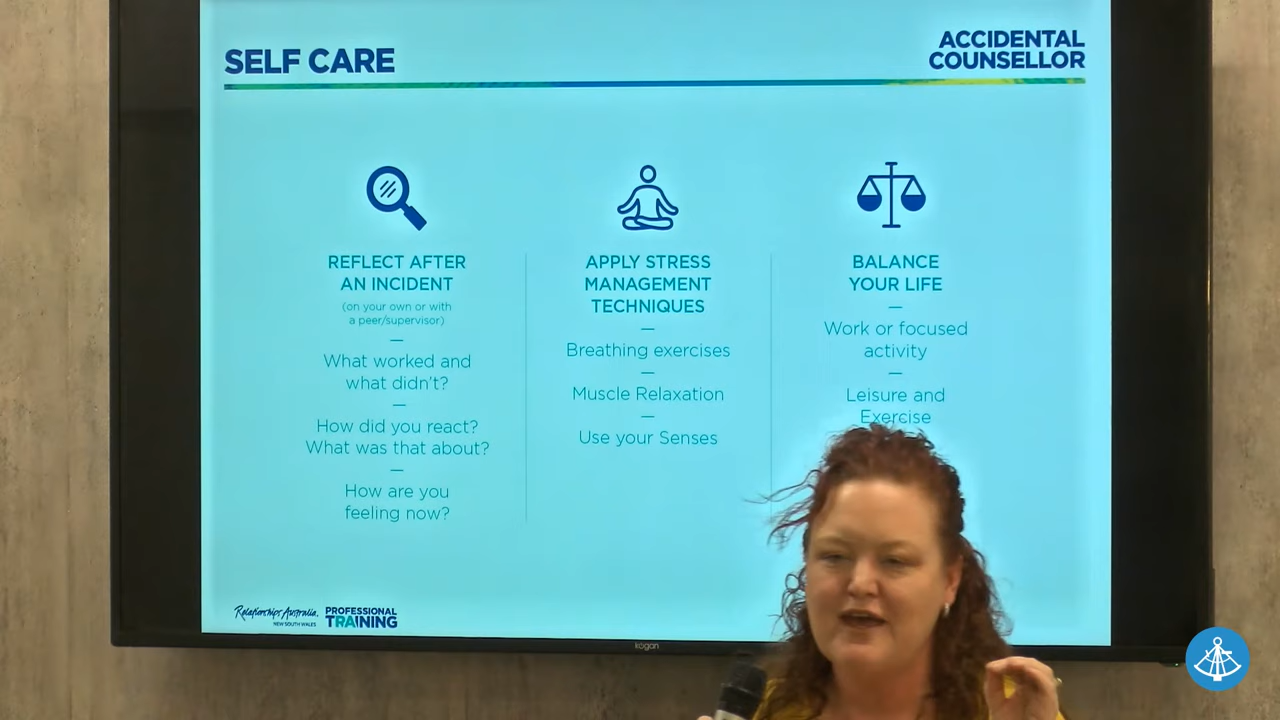 SELF CARE
ACCIDENTAL
COUNSELLOR
REFLECT AFTER
AN INCIDENT
(on your own or with
a peer/supervisor)
What worked and
what didn't?
How did you react?
What was that about?
How are you
feeling now?
APPLY STRESS
MANAGEMENT
TECHNIQUES
Breathing exercises
Muscle Relaxation
Use your Senses
BALANCE
YOUR LIFE
Work or focused
activity
Leisure and
Exercise
Relationships Australia.
NEW SOUTH WALES
PROFESSIONAL
TRAINING
kogan